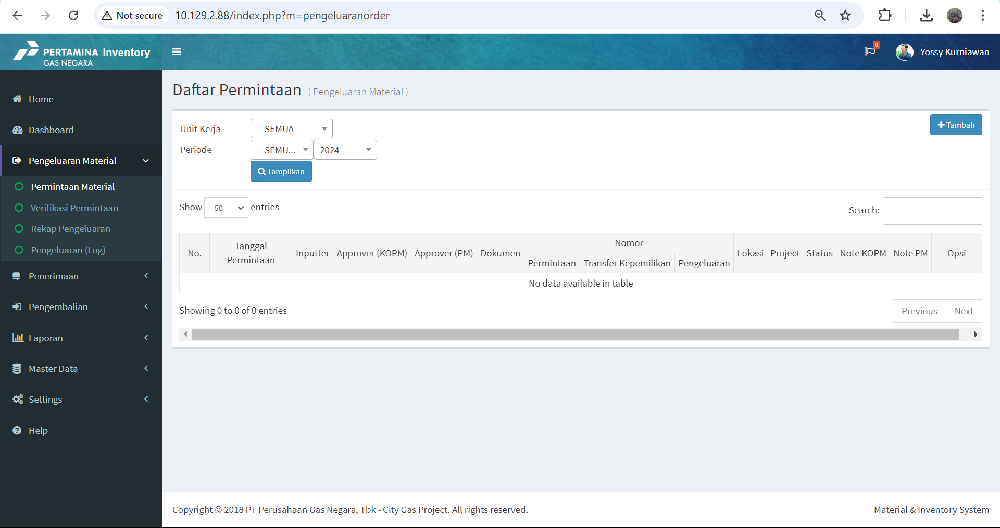 Not secure 10.129.2.88/index.php?m=pengeluaranorder
PERTAMINA Inventory
GAS NEGARA
0
Yossy Kurniawan
Home
Dashboard
Pengeluaran Material
Permintaan Material
Verifikasi Permintaan
Rekap Pengeluaran
Pengeluaran (Log)
Penerimaan
Pengembalian
Laporan
Master Data
Settings
Help
Daftar Permintaan ( Pengeluaran Material )
Unit Kerja -- SEMUA --
Tambah
Periode -- SEMU... 2024
Tampilkan
Show 50 entries
Search:
No. Tanggal Permintaan Inputter Approver (KOPM) Approver (PM) Dokumen Nomor Lokasi Project Status Note KOPM Note PM Opsi
Permintaan Transfer Kepemilikan Pengeluaran
No data available in table
Showing 0 to 0 of 0 entries
Previous Next
Copyright © 2018 PT Perusahaan Gas Negara, Tbk - City Gas Project. All rights reserved.
Material & Inventory System